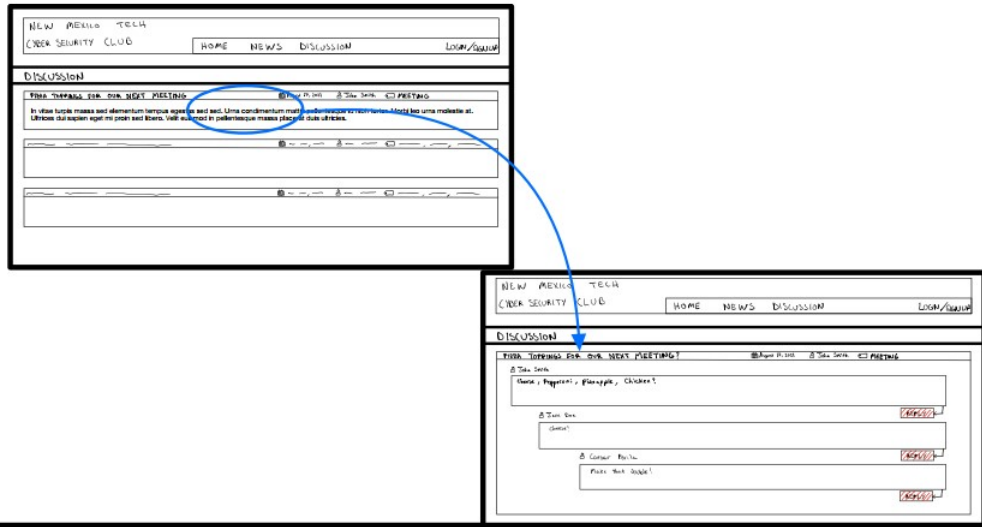 NEW MEXICO TECH
CYBER SECURITY CLUB
HOME NEWS DISCUSSION LOGIN/SIGNUP
DISCUSSION
PIZZA TOPPINGS FOR OUR NEXT MEETING John Smith MEETING
In vitae turpis massa sed elementum tempus egestas sed sed. Urna condimentum mattis pellentesque id nibh tortor. Morbi leo urna molestie at.
Ultrices dui sapien eget mi proin sed libero. Velit euismod in pellentesque massa placerat duis ultricies.
NEW MEXICO TECH
CYBER SECURITY CLUB
HOME NEWS DISCUSSION LOGIN/SIGNUP
DISCUSSION
PIZZA TOPPINGS FOR OUR NEXT MEETING? August John Smith MEETING
John Smith
Cheese, Pepperoni, Pineapple, Chicken?
REPLY
Jane Doe
cheese!
REPLY
Make that double!
REPLY